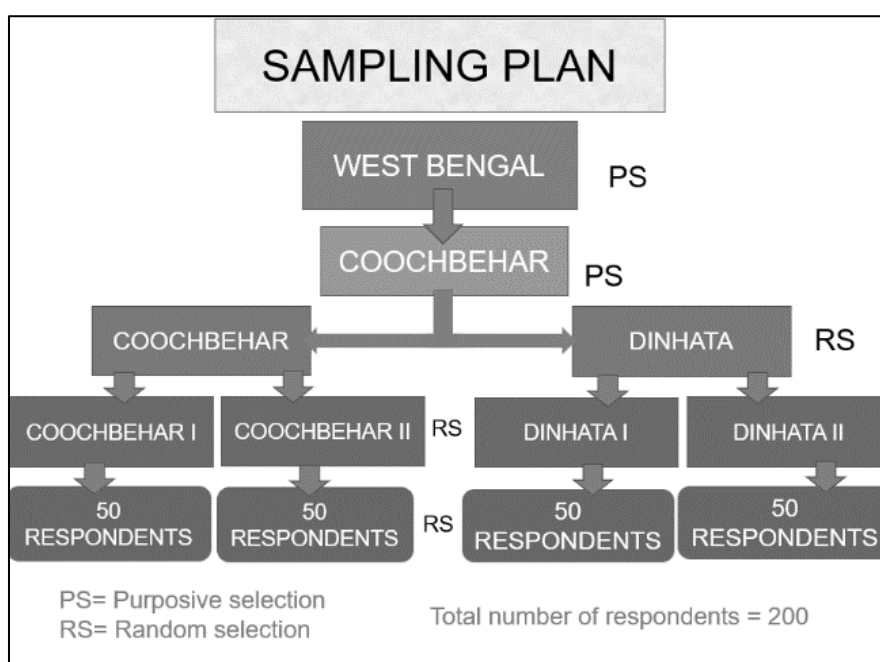 SAMPLING PLAN
WEST BENGAL
PS
COOCHBEHAR
PS
COOCHBEHAR
DINHATA
RS
COOCHBEHAR I
COOCHBEHAR II
RS
DINHATA I
DINHATA II
50
RESPONDENTS
50
RESPONDENTS
RS
50
RESPONDENTS
50
RESPONDENTS
PS= Purposive selection
RS= Random selection
Total number of respondents = 200